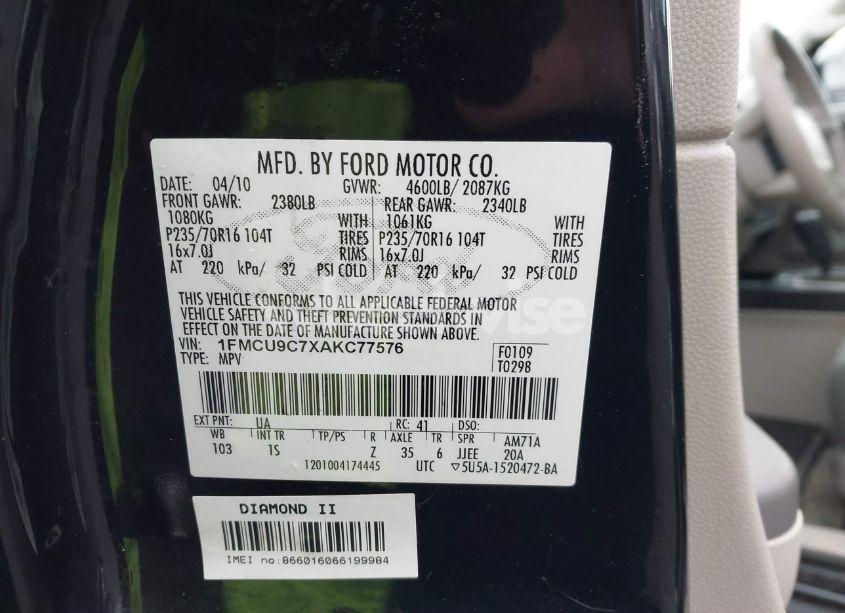 MFD. BY FORD MOTOR CO.
DATE: 04/10 GVWR: 4600LB/ 2087KG
FRONT GAWR: 2380LB REAR GAWR: 2340LB
1080KG WITH 1061KG WITH
P235/70R16 104T TIRES P235/70R16 104T TIRES
16x7.0J RIMS 16x7.0J RIMS
AT 220 kPa/ 32 PSI COLD AT 220 kPa/ 32 PSI COLD
THIS VEHICLE CONFORMS TO ALL APPLICABLE FEDERAL MOTOR
VEHICLE SAFETY AND THEFT PREVENTION STANDARDS IN
EFFECT ON THE DATE OF MANUFACTURE SHOWN ABOVE.
VIN: 1FMCU9C7XAKC77576 F0109
TYPE: MPV T0298
EXT PNT: UA RC: 41 DSO:
WB INT TR TP/PS R AXLE TR SPR AM71A
103 1S Z 35 6 JJEE 20A
1201004174445 UTC ▽5U5A-1520472-BA
DIAMOND II
IMEI no:866016066199984